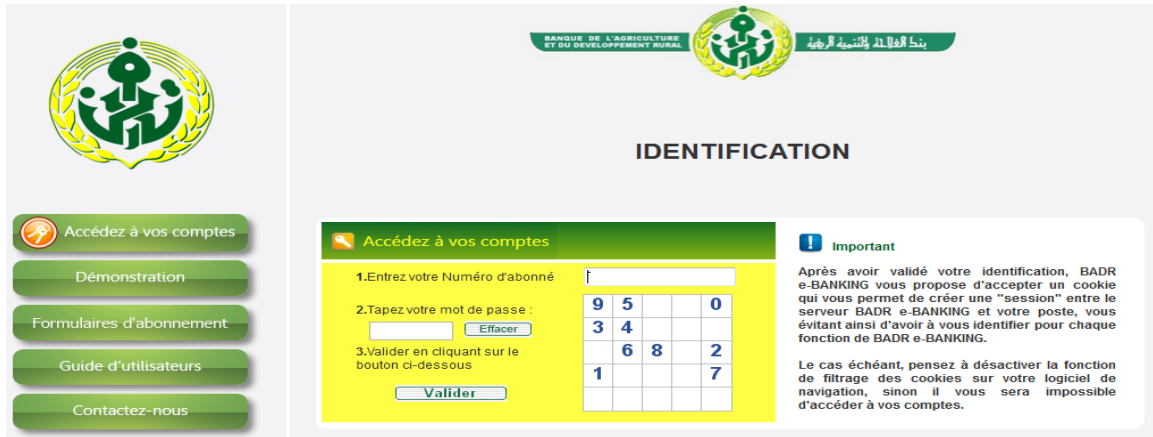 BANQUE DE L'AGRICULTURE
ET DU DEVELOPPEMENT RURAL
بنك الفلاحة والتنمية الريفية
IDENTIFICATION
Accédez à vos comptes
Démonstration
Formulaires d'abonnement
Guide d'utilisateurs
Contactez-nous
Accédez à vos comptes
1.Entrez votre Numéro d'abonné
2.Tapez votre mot de passe :
Effacer
3.Valider en cliquant sur le
bouton ci-dessous
Valider
9 5 0
3 4
6 8 2
1 7
Important
Après avoir validé votre identification, BADR
e-BANKING vous propose d'accepter un cookie
qui vous permet de créer une "session" entre le
serveur BADR e-BANKING et votre poste, vous
évitant ainsi d'avoir à vous identifier pour chaque
fonction de BADR e-BANKING.
Le cas échéant, pensez à désactiver la fonction
de filtrage des cookies sur votre logiciel de
navigation, sinon il vous sera impossible
d'accéder à vos comptes.